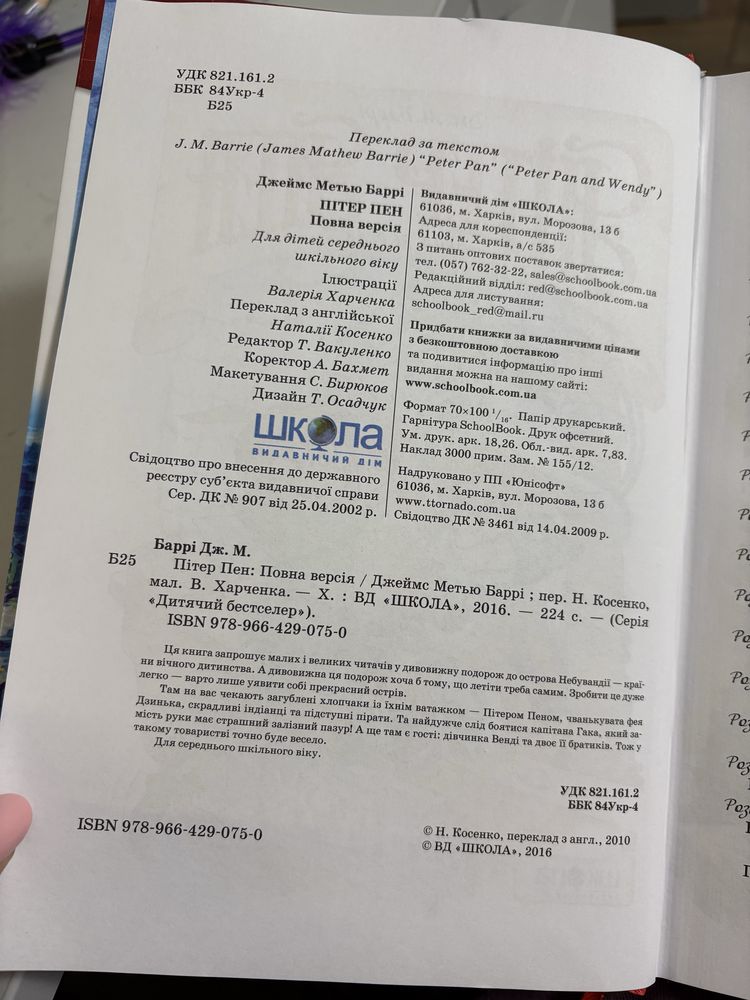 УДК 821.161.2
ББК 84Укр-4
Б25
Переклад за текстом
J. M. Barrie (James Mathew Barrie) “Peter Pan” (“Peter Pan and Wendy”)
Джеймс Метью Баррі
ПІТЕР ПЕН
Повна версія
Для дітей середнього
шкільного віку
Ілюстрації
Валерія Харченка
Переклад з англійської
Наталії Косенко
Редактор Т. Вакуленко
Коректор А. Бахмет
Макетування С. Бирюков
Дизайн Т. Осадчук
ШКОЛА
ВИДАВНИЧИЙ ДІМ
Свідоцтво про внесення до державного
реєстру суб’єкта видавничої справи
Сер. ДК № 907 від 25.04.2002 р.
Видавничий дім «ШКОЛА»:
61036, м. Харків, вул. Морозова, 13 б
Адреса для кореспонденції:
61103, м. Харків, а/с 535
З питань оптових поставок звертатися:
тел. (057) 762-32-22, sales@schoolbook.com.ua
Редакційний відділ: red@schoolbook.com.ua
Адреса для листування:
schoolbook_red@mail.ru
Придбати книжки за видавничими цінами
з безкоштовною доставкою
та подивитися інформацію про інші
видання можна на нашому сайті:
www.schoolbook.com.ua
Формат 70×100 1/16. Папір друкарський.
Гарнітура SchoolBook. Друк офсетний.
Ум. друк. арк. 18,26. Обл.-вид. арк. 7,83.
Наклад 3000 прим. Зам. № 155/12.
Надруковано у ПП «Юнісофт»
61036, м. Харків, вул. Морозова, 13 б
www.ttornado.com.ua
Свідоцтво ДК № 3461 від 14.04.2009 р.
Баррі Дж. М.
Б25 Пітер Пен: Повна версія / Джеймс Метью Баррі ; пер. Н. Косенко,
мал. В. Харченка. — Х. : ВД «ШКОЛА», 2016. — 224 с. — (Серія
«Дитячий бестселер»).
ISBN 978-966-429-075-0
Ця книга запрошує малих і великих читачів у дивовижну подорож до острова Небувандії — краї-
ни вічного дитинства. А дивовижна ця подорож хоча б тому, що летіти треба самим. Зробити це дуже
легко — варто лише уявити собі прекрасний острів.
Там на вас чекають загублені хлопчаки із їхнім ватажком — Пітером Пеном, чванькувата фея
Дзинька, скрадливі індіанці та підступні пірати. Та найдужче слід боятися капітана Гака, який за-
мість руки має страшний залізний пазур! А ще там є гості: дівчинка Венді та двоє її братиків. Тож у
такому товаристві точно буде весело.
Для середнього шкільного віку.
УДК 821.161.2
ББК 84Укр-4
ISBN 978-966-429-075-0
© Н. Косенко, переклад з англ., 2010
© ВД «ШКОЛА», 2016
Роз
Роз
Роз